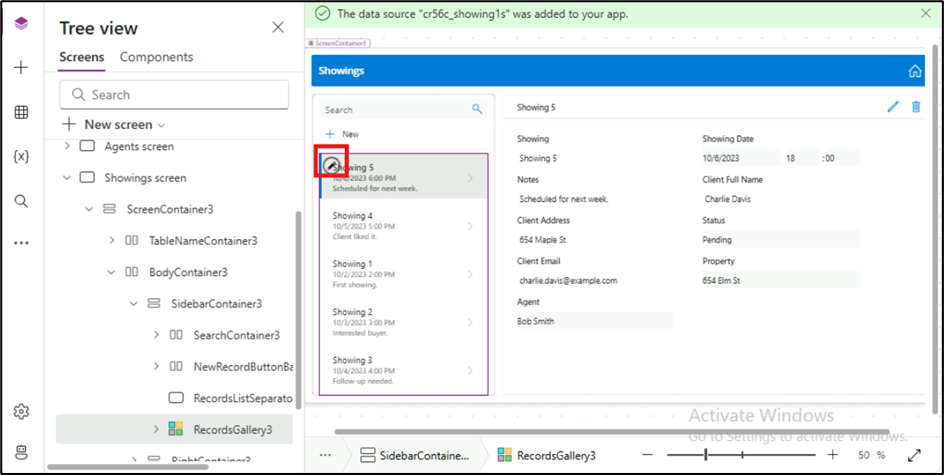 The data source "cr56c_showing1s" was added to your app.
Tree view
Screens Components
Search
New screen
Agents screen
Showings screen
ScreenContainer3
TableNameContainer3
BodyContainer3
SidebarContainer3
SearchContainer3
NewRecordButtonBa
RecordsListSeparato
RecordsGallery3
RightContainer3
{x}
ScreenContainer3
Showings
Search
New
Showing 5
10/6/2023 6:00 PM
Scheduled for next week.
Showing 4
10/5/2023 5:00 PM
Client liked it.
Showing 1
10/2/2023 2:00 PM
First showing.
Showing 2
10/3/2023 3:00 PM
Interested buyer.
Showing 3
10/4/2023 4:00 PM
Follow-up needed.
Showing 5
Showing Showing Date
Showing 5 10/6/2023 18 :00
Notes Client Full Name
Scheduled for next week. Charlie Davis
Client Address Status
654 Maple St Pending
Client Email Property
charlie.davis@example.com 654 Elm St
Agent
Bob Smith
Activate Windows
Go to Settings to activate Windows.
SidebarContaine... RecordsGallery3 50 %